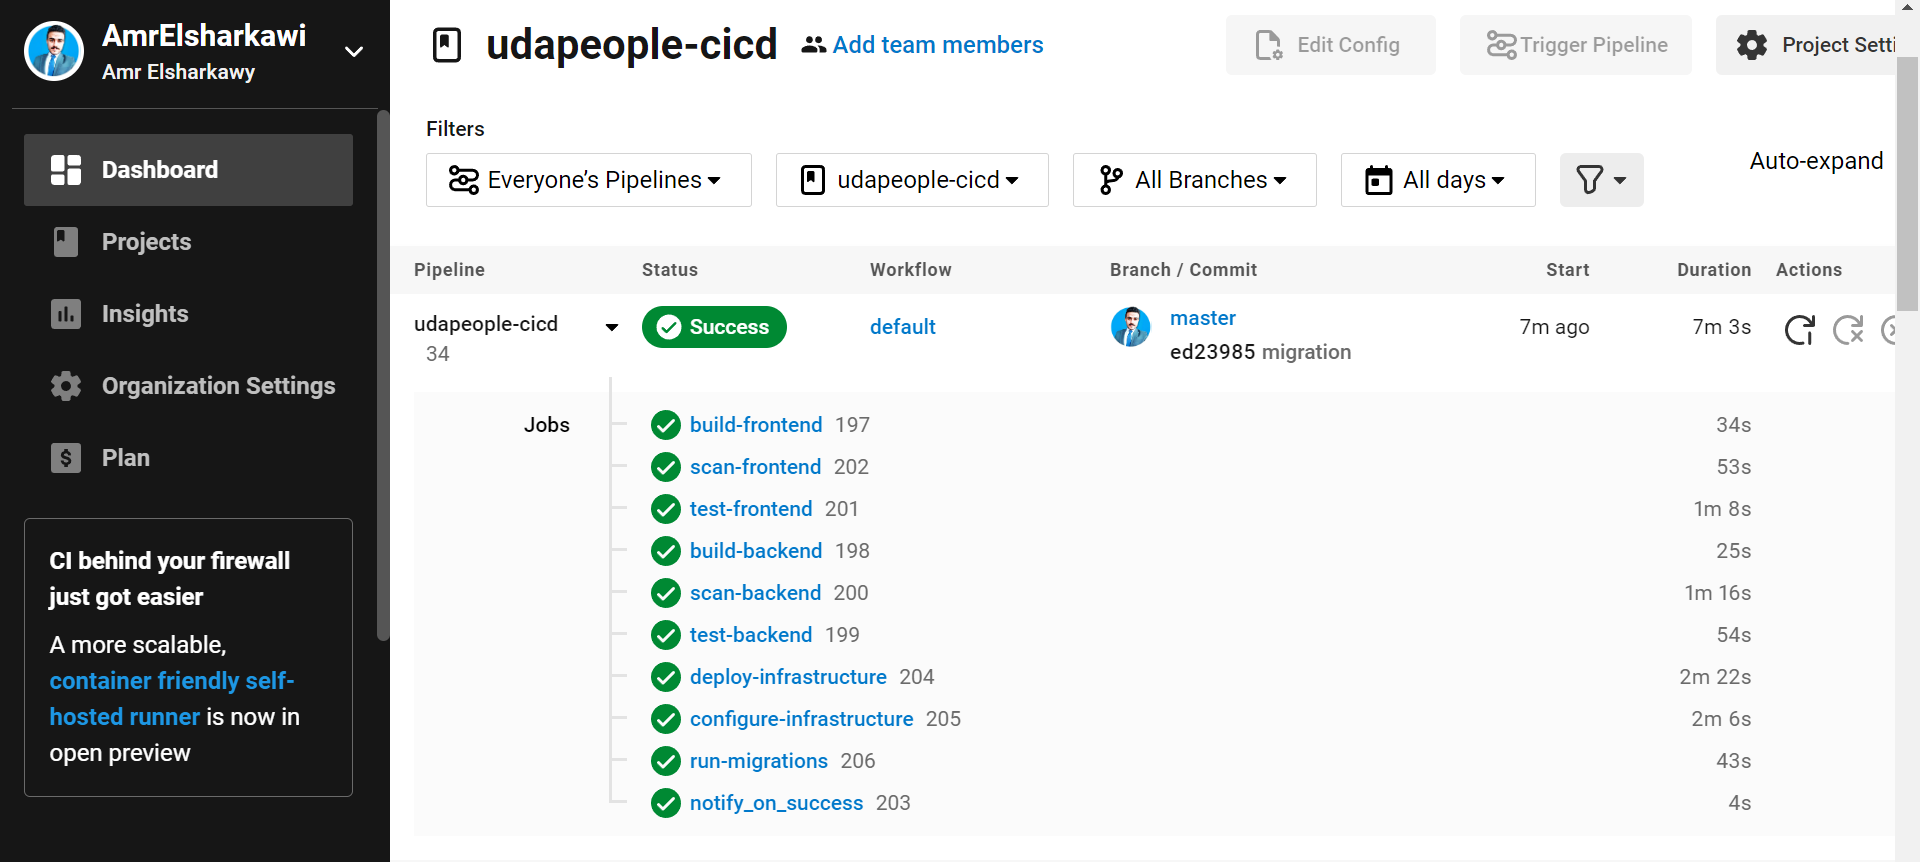 AmrElsharkawi
Amr Elsharkawy
Dashboard
Projects
Insights
Organization Settings
Plan
CI behind your firewall
just got easier
A more scalable,
container friendly self-
hosted runner is now in
open preview
udapeople-cicd
Add team members
Edit Config
Trigger Pipeline
Project Setti
Filters
Everyone’s Pipelines
udapeople-cicd
All Branches
All days
Auto-expand
Pipeline Status Workflow Branch / Commit Start Duration Actions
udapeople-cicd
34
Success
default
master
ed23985 migration
7m ago
7m 3s
Jobs
build-frontend 197 34s
scan-frontend 202 53s
test-frontend 201 1m 8s
build-backend 198 25s
scan-backend 200 1m 16s
test-backend 199 54s
deploy-infrastructure 204 2m 22s
configure-infrastructure 205 2m 6s
run-migrations 206 43s
notify_on_success 203 4s